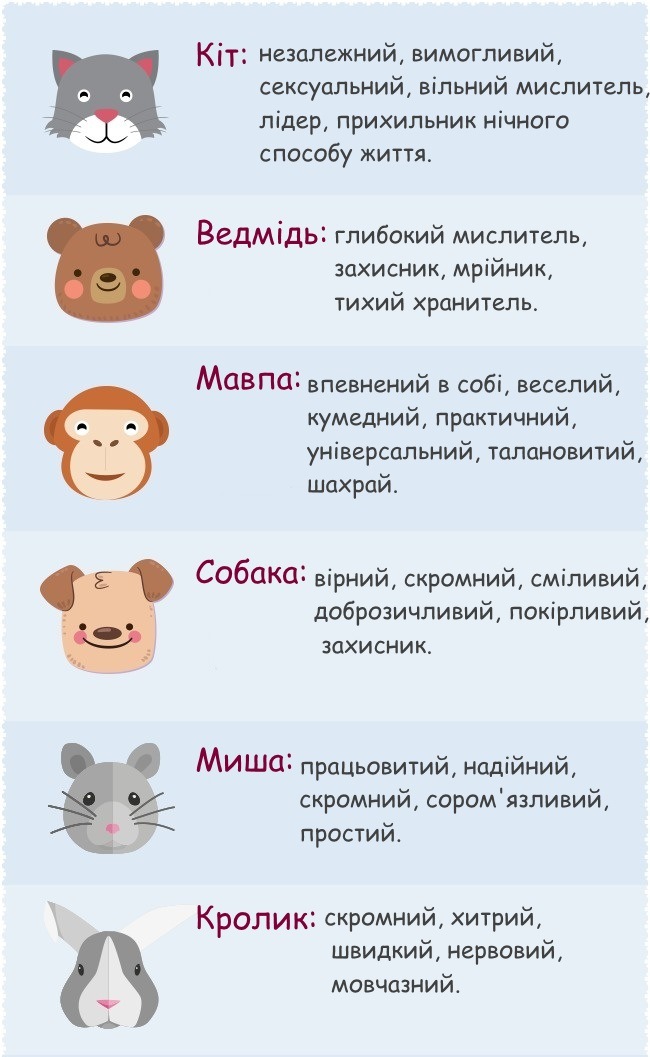 Кіт: незалежний, вимогливий,
сексуальний, вільний мислитель,
лідер, прихильник нічного
способу життя.
Ведмідь: глибокий мислитель,
захисник, мрійник,
тихий хранитель.
Мавпа: впевнений в собі, веселий,
кумедний, практичний,
універсальний, талановитий,
шахрай.
Собака: вірний, скромний, сміливий,
доброзичливий, покірливий,
захисник.
Миша: працьовитий, надійний,
скромний, сором'язливий,
простий.
Кролик: скромний, хитрий,
швидкий, нервовий,
мовчазний.